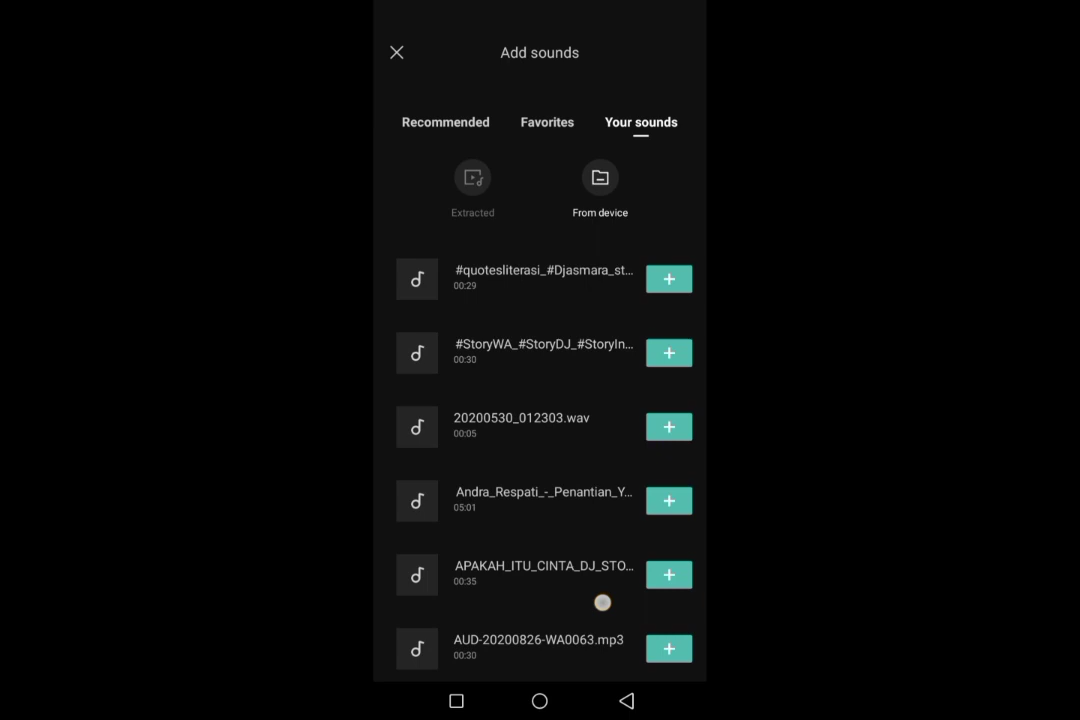 Add sounds
Recommended Favorites Your sounds
Extracted From device
#quotesliterasi_#Djasmara_st...
00:29
#StoryWA_#StoryDJ_#StoryIn...
00:30
20200530_012303.wav
00:05
Andra_Respati_-_Penantian_Y...
05:01
APAKAH_ITU_CINTA_DJ_STO...
00:35
AUD-20200826-WA0063.mp3
00:30